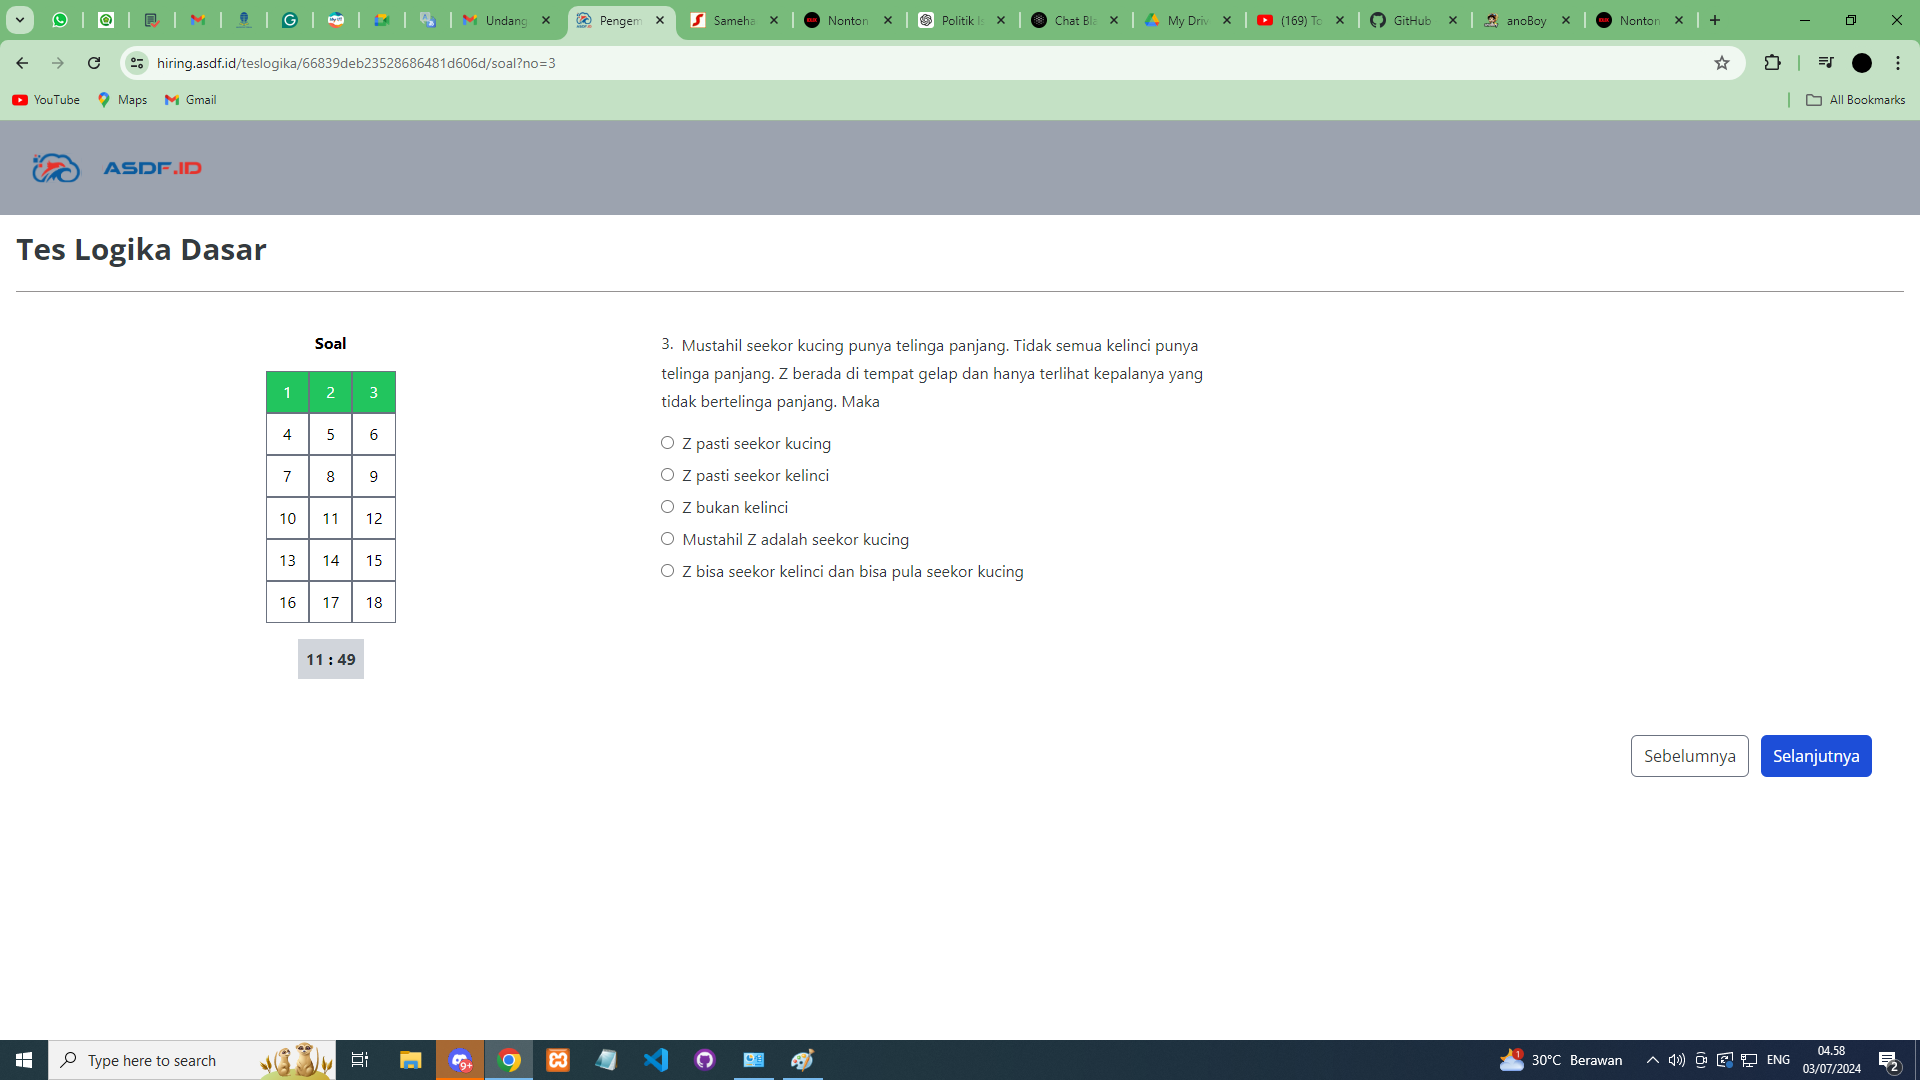 Undang
Pengem
Sameha
Nonton
Politik Is
Chat Bla
My Driv
(169) To
GitHub
anoBoy
Nonton
hiring.asdf.id/teslogika/66839deb23528686481d606d/soal?no=3
YouTube
Maps
Gmail
All Bookmarks
ASDF.ID
Tes Logika Dasar
Soal
1 2 3
4 5 6
7 8 9
10 11 12
13 14 15
16 17 18
11 : 49
3. Mustahil seekor kucing punya telinga panjang. Tidak semua kelinci punya
telinga panjang. Z berada di tempat gelap dan hanya terlihat kepalanya yang
tidak bertelinga panjang. Maka
Z pasti seekor kucing
Z pasti seekor kelinci
Z bukan kelinci
Mustahil Z adalah seekor kucing
Z bisa seekor kelinci dan bisa pula seekor kucing
Sebelumnya
Selanjutnya
Type here to search
9+
1
30°C Berawan
ENG
04.58
03/07/2024
2